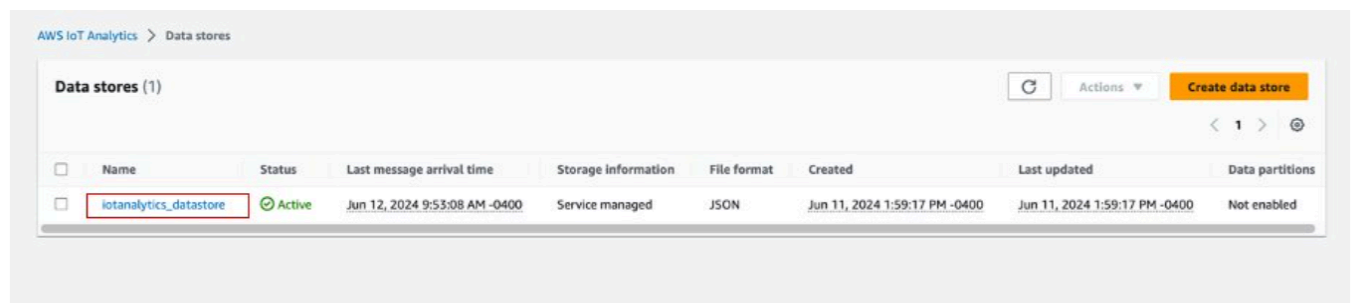 AWS IoT Analytics > Data stores
Data stores (1)
Actions
Create data store
< 1 >
Name Status Last message arrival time Storage information File format Created Last updated Data partitions
iotanalytics_datastore Active Jun 12, 2024 9:53:08 AM -0400 Service managed JSON Jun 11, 2024 1:59:17 PM -0400 Jun 11, 2024 1:59:17 PM -0400 Not enabled